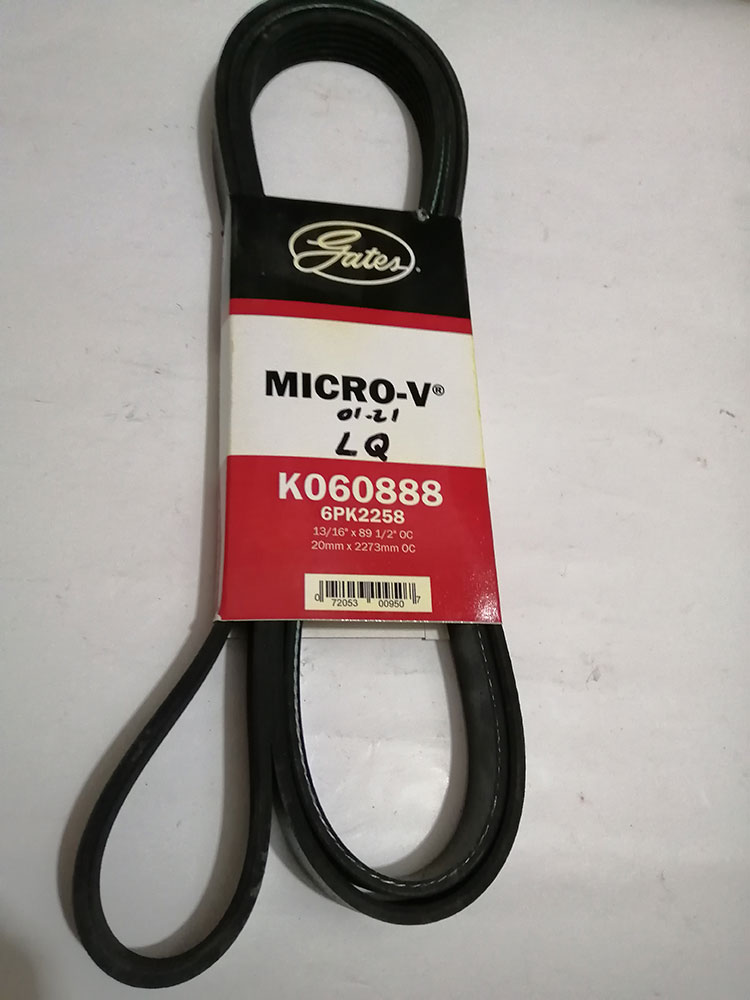 Gates
MICRO-V®
01-21
LQ
K060888
6PK2258
13/16" x 89 1/2" OC
20mm x 2273mm OC
0 72053 00950 7